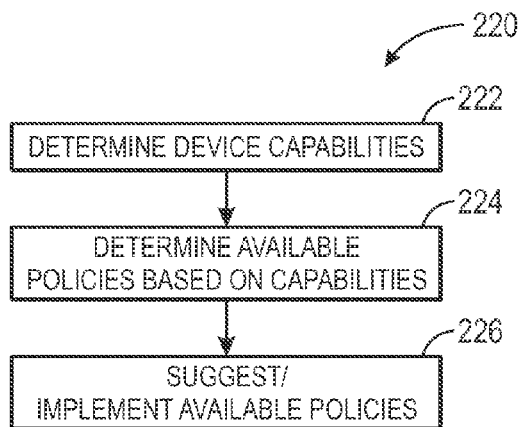 220
222
DETERMINE DEVICE CAPABILITIES
224
DETERMINE AVAILABLE
POLICIES BASED ON CAPABILITIES
226
SUGGEST/
IMPLEMENT AVAILABLE POLICIES